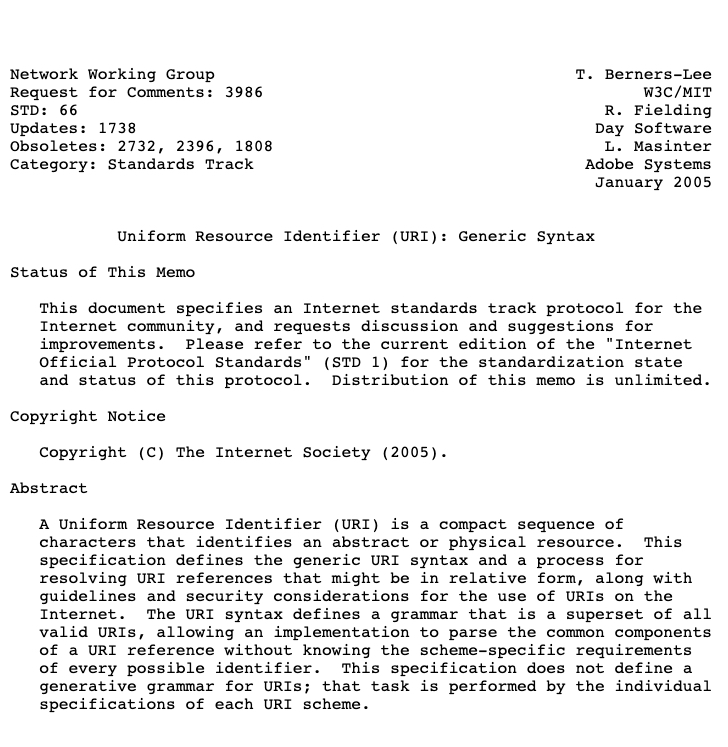 Network Working Group                                     T. Berners-Lee
Request for Comments: 3986                                       W3C/MIT
STD: 66                                                      R. Fielding
Updates: 1738                                               Day Software
Obsoletes: 2732, 2396, 1808                                  L. Masinter
Category: Standards Track                                  Adobe Systems
                                                            January 2005
Uniform Resource Identifier (URI): Generic Syntax
Status of This Memo
This document specifies an Internet standards track protocol for the
Internet community, and requests discussion and suggestions for
improvements.  Please refer to the current edition of the "Internet
Official Protocol Standards" (STD 1) for the standardization state
and status of this protocol.  Distribution of this memo is unlimited.
Copyright Notice
Copyright (C) The Internet Society (2005).
Abstract
A Uniform Resource Identifier (URI) is a compact sequence of
characters that identifies an abstract or physical resource.  This
specification defines the generic URI syntax and a process for
resolving URI references that might be in relative form, along with
guidelines and security considerations for the use of URIs on the
Internet.  The URI syntax defines a grammar that is a superset of all
valid URIs, allowing an implementation to parse the common components
of a URI reference without knowing the scheme-specific requirements
of every possible identifier.  This specification does not define a
generative grammar for URIs; that task is performed by the individual
specifications of each URI scheme.